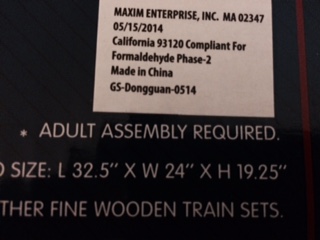 MAXIM ENTERPRISE, INC. MA 02347
05/15/2014
California 93120 Compliant For
Formaldehyde Phase-2
Made in China
GS-Dongguan-0514
* ADULT ASSEMBLY REQUIRED.
SIZE: L 32.5” X W 24” X H 19.25”
FINE WOODEN TRAIN SETS.